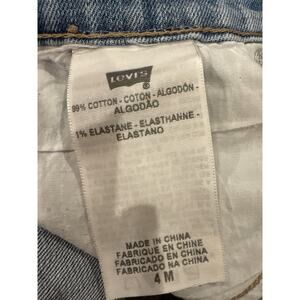 Levi's
®
99% COTTON - COTON - ALGODÓN -
ALGODÃO
1% ELASTANE - ELASTHANNE -
ELASTANO
MADE IN CHINA
FABRIQUE EN CHINE
FABRICADO EN CHINA
FABRICADO NA CHINA
4 M